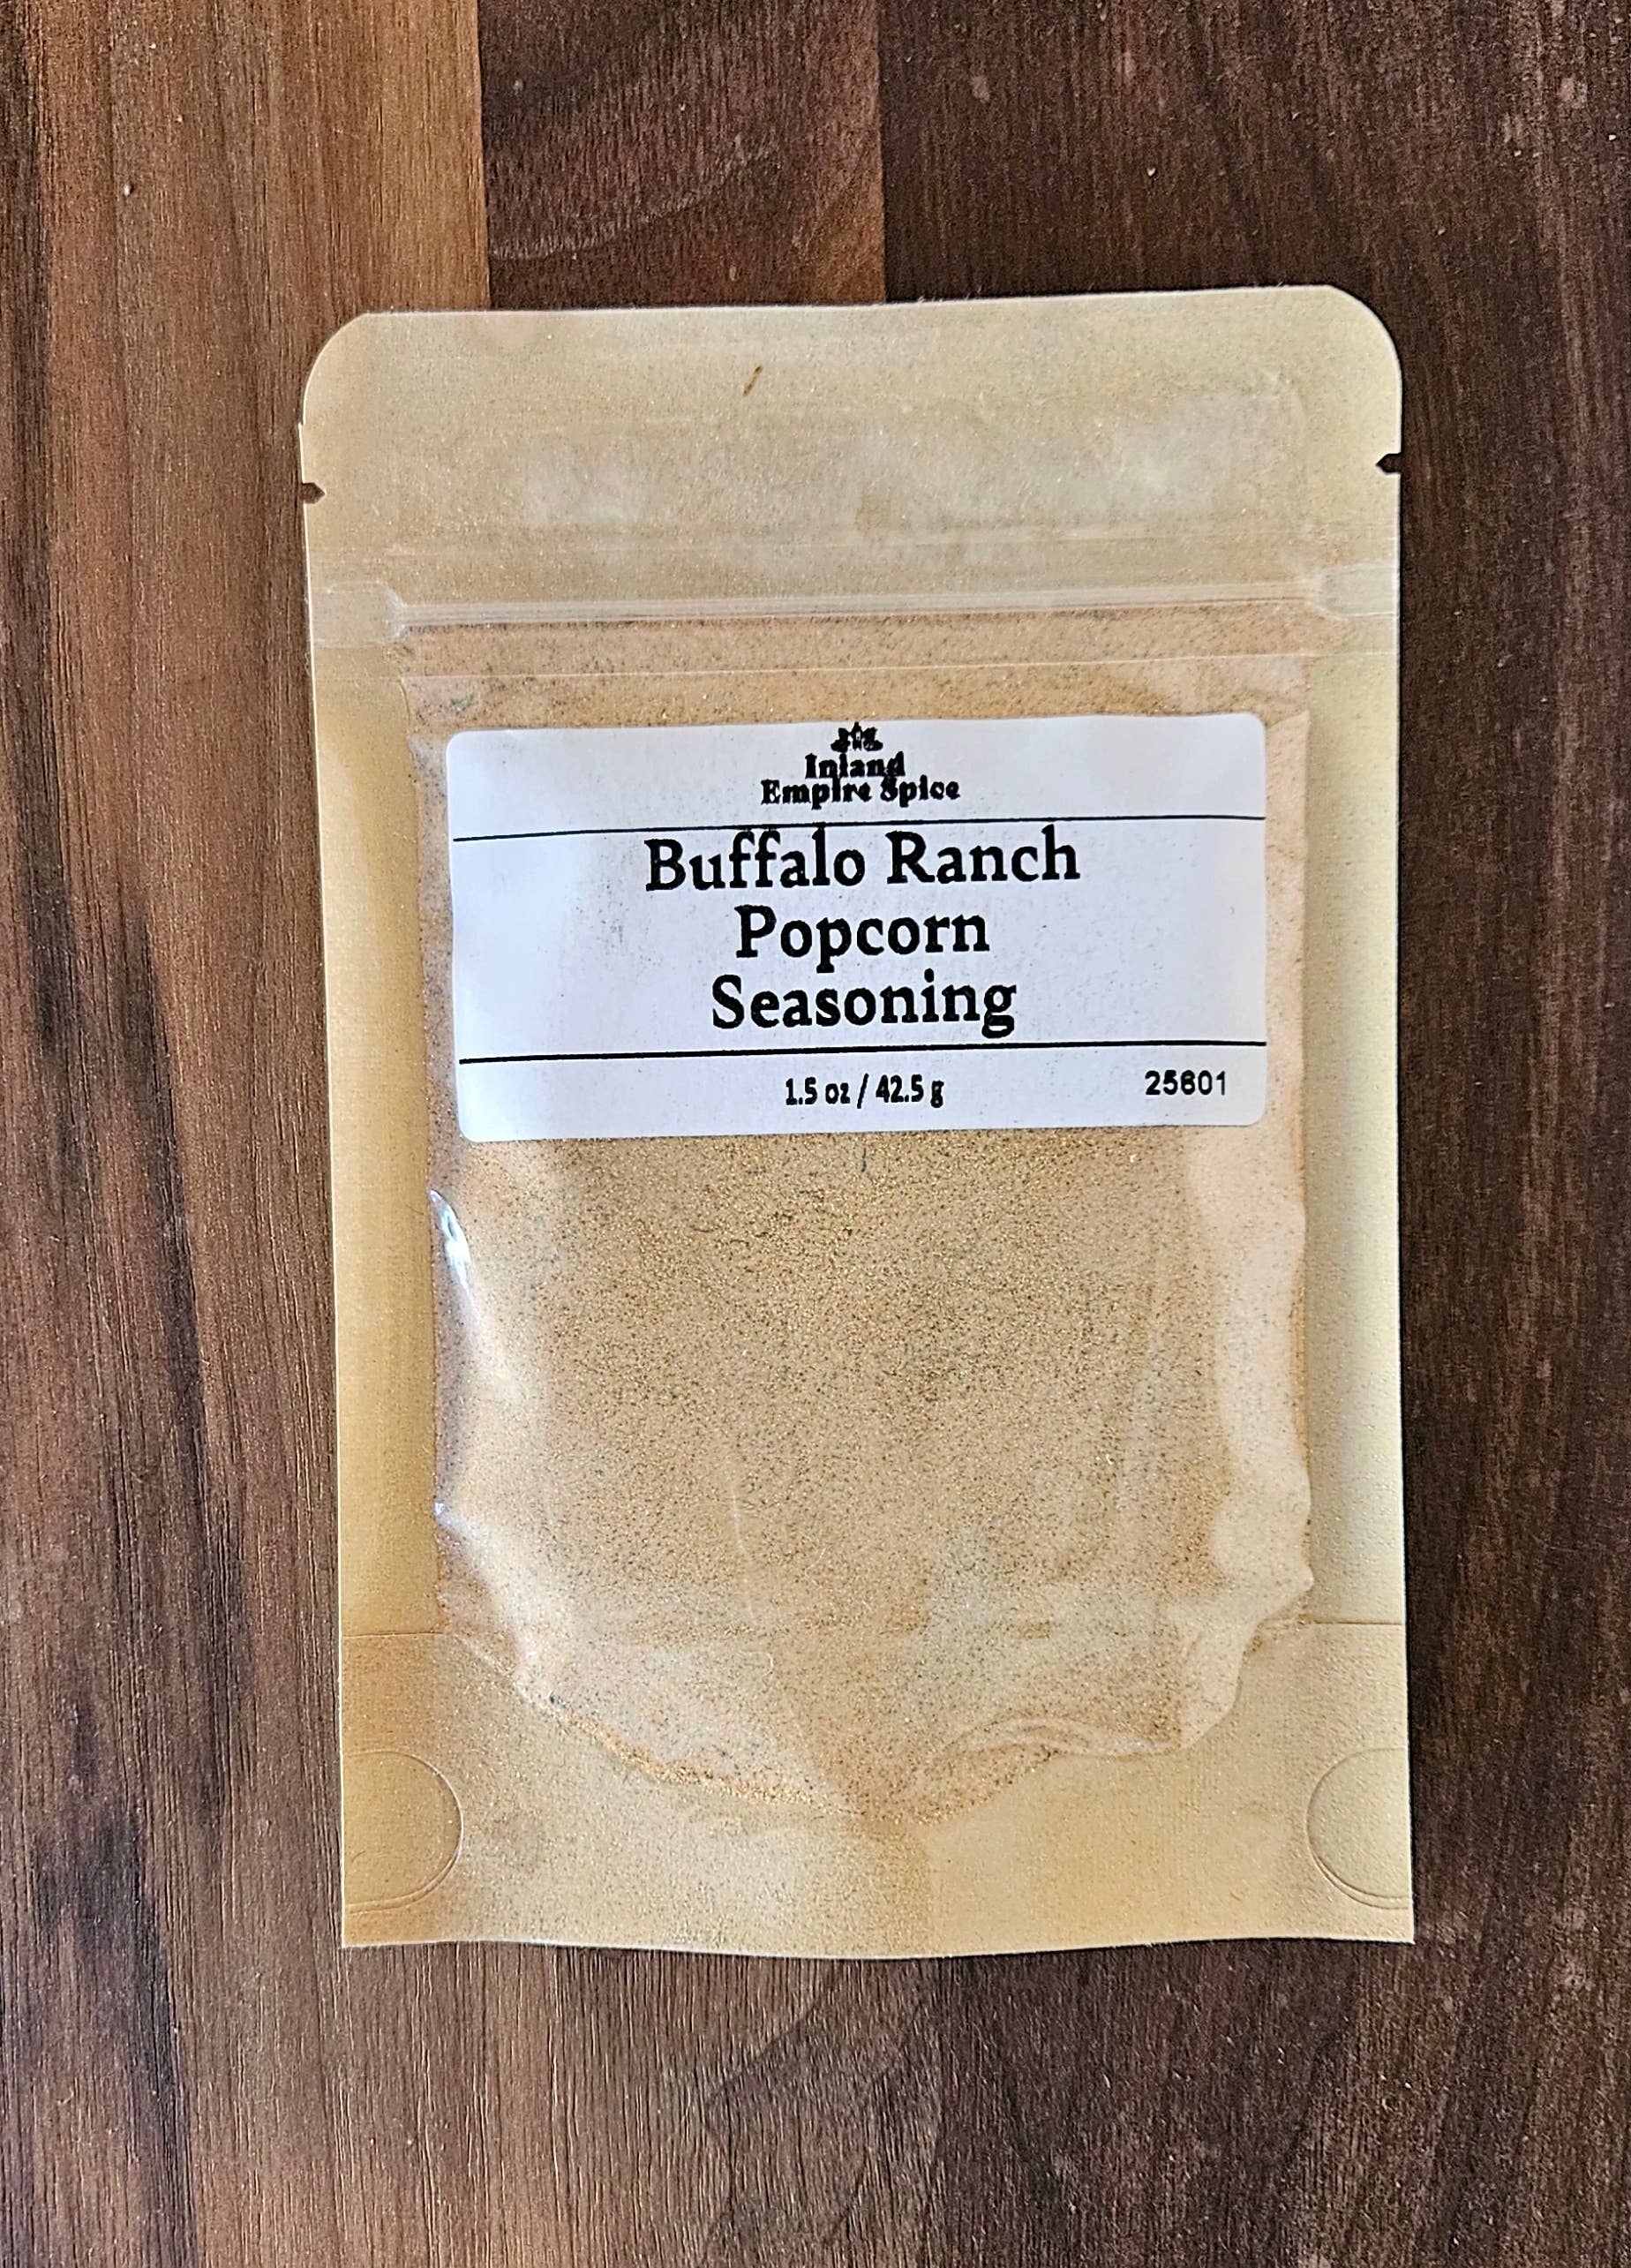 Inland
Empire Spice
Buffalo Ranch
Popcorn
Seasoning
1.5 oz / 42.5 g
25601